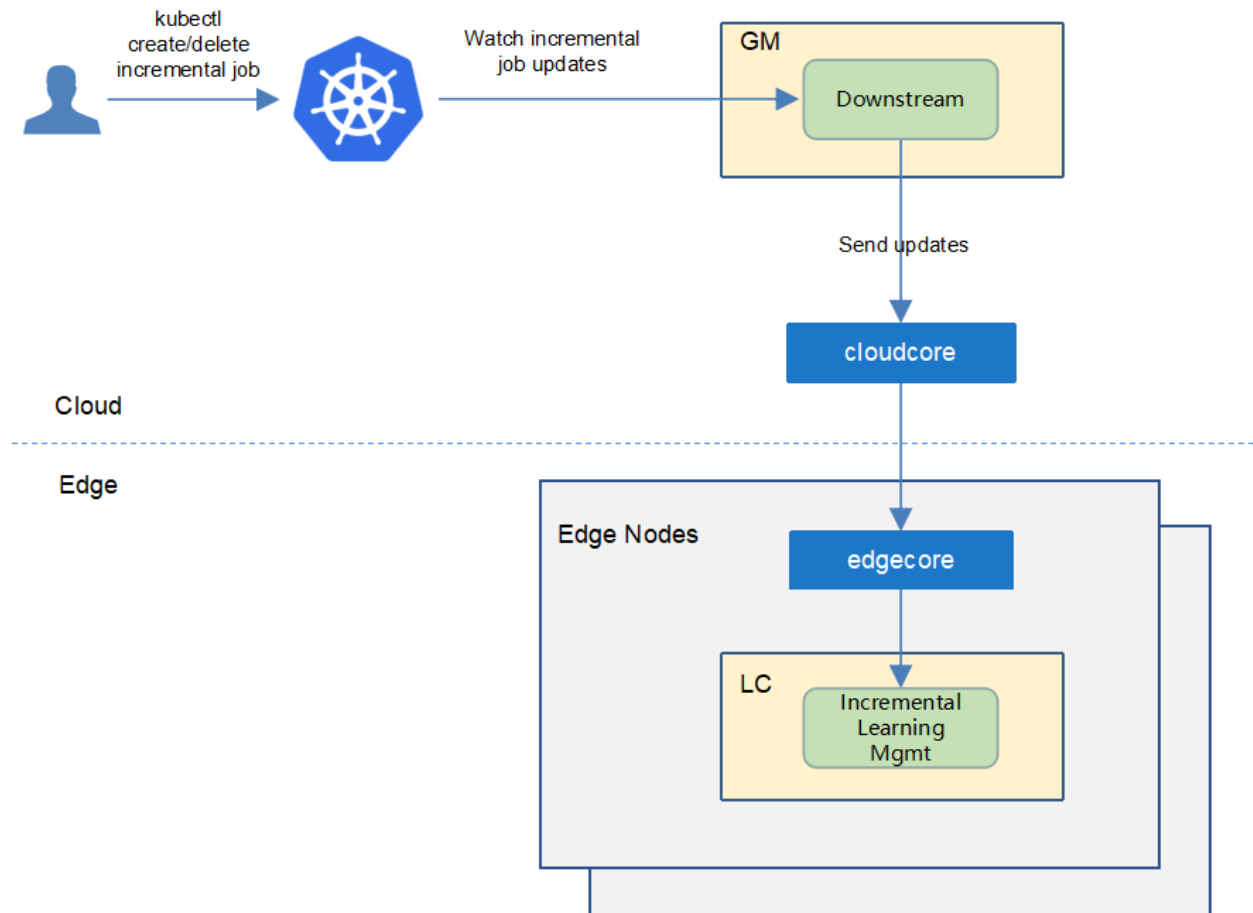 kubectl
create/delete
incremental job
Watch incremental
job updates
GM
Downstream
Send updates
cloudcore
Cloud
Edge
Edge Nodes
edgecore
LC
Incremental
Learning
Mgmt